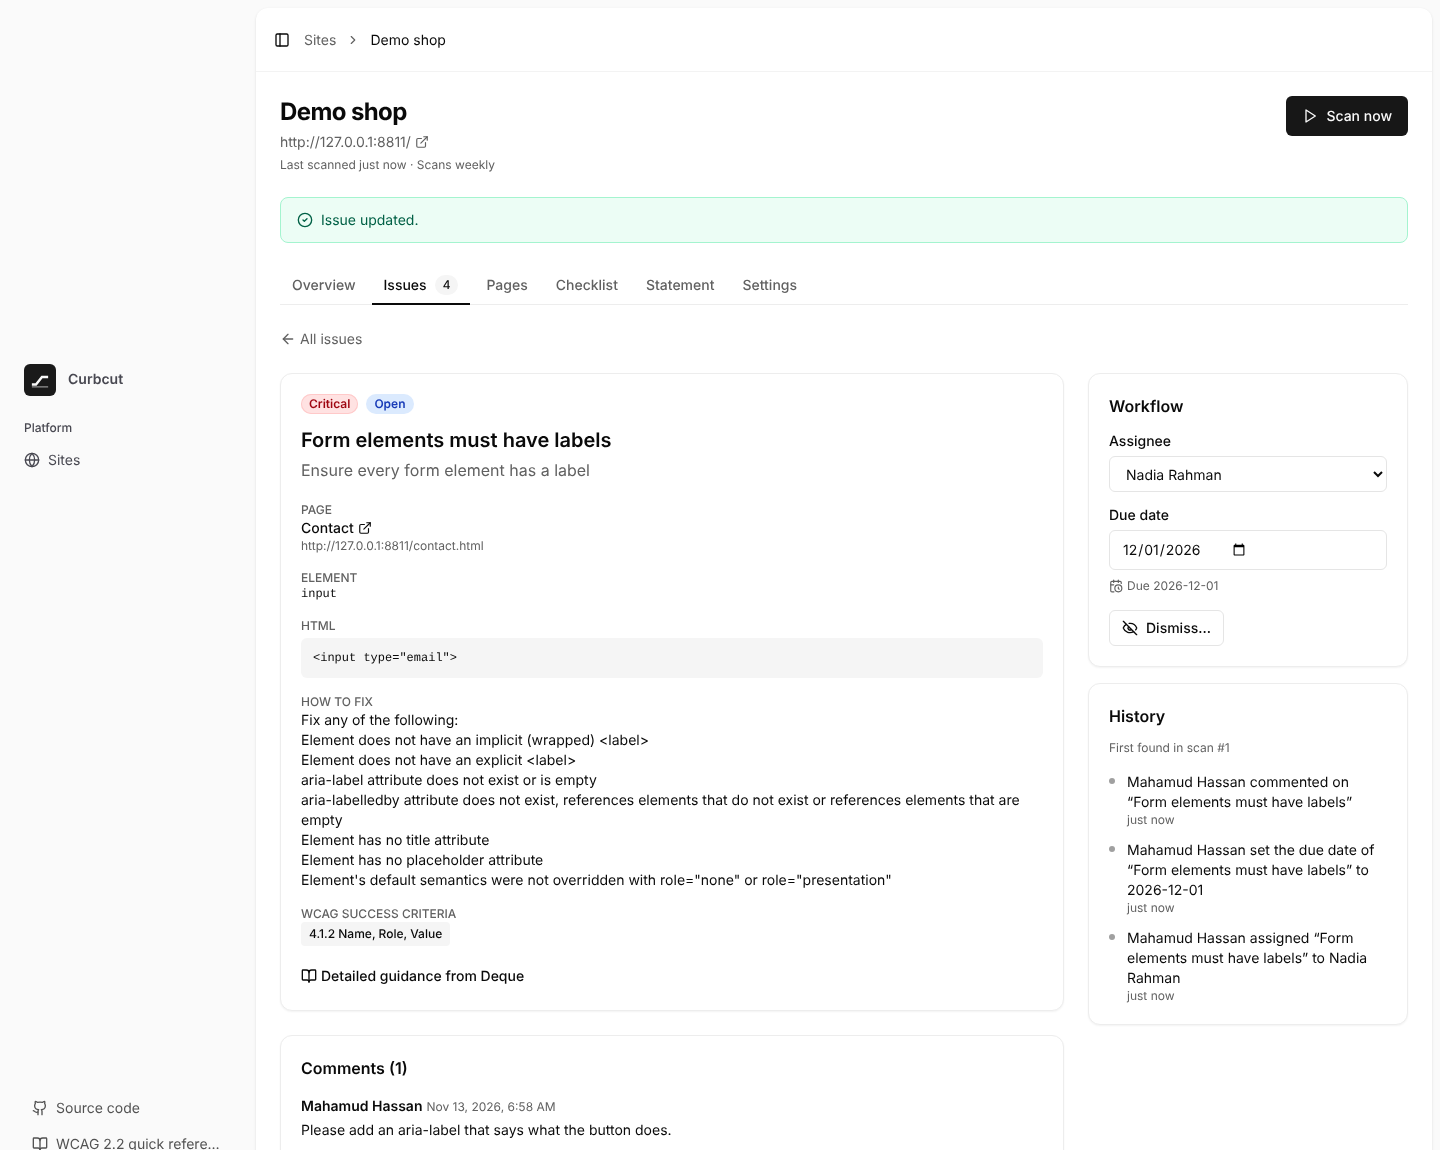 Sites
Demo shop
Demo shop
http://127.0.0.1:8811/
Last scanned just now · Scans weekly
Scan now
Issue updated.
Overview
Issues 4
Pages
Checklist
Statement
Settings
All issues
Curbcut
Platform
Sites
Source code
WCAG 2.2 quick refere...
Critical
Open
Form elements must have labels
Ensure every form element has a label
PAGE
Contact
http://127.0.0.1:8811/contact.html
ELEMENT
input
HTML
<input type="email">
HOW TO FIX
Fix any of the following:
Element does not have an implicit (wrapped) <label>
Element does not have an explicit <label>
aria-label attribute does not exist or is empty
aria-labelledby attribute does not exist, references elements that do not exist or references elements that are
empty
Element has no title attribute
Element has no placeholder attribute
Element's default semantics were not overridden with role="none" or role="presentation"
WCAG SUCCESS CRITERIA
4.1.2 Name, Role, Value
Detailed guidance from Deque
Comments (1)
Mahamud Hassan Nov 13, 2026, 6:58 AM
Please add an aria-label that says what the button does.
Workflow
Assignee
Nadia Rahman
Due date
12/01/2026
Due 2026-12-01
Dismiss...
History
First found in scan #1
Mahamud Hassan commented on
“Form elements must have labels”
just now
Mahamud Hassan set the due date of
“Form elements must have labels” to
2026-12-01
just now
Mahamud Hassan assigned “Form
elements must have labels” to Nadia
Rahman
just now